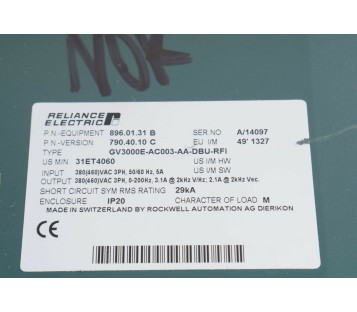 NOK
RELIANCE
ELECTRIC
P.N.-EQUIPMENT 896.01.31 B SER NO A/14097
P.N.-VERSION 790.40.10 C EU I/M 49' 1327
TYPE GV3000E-AC003-AA-DBU-RFI
US M/N 31ET4060 US I/M HW
US I/M SW
INPUT 380(460)VAC 3PH, 50/60 Hz, 5A
OUTPUT 380(460)VAC 3PH, 0-200Hz, 3.1A @ 2kHz V/Hz; 2.1A @ 2kHz Vec.
SHORT CIRCUIT SYM RMS RATING 29kA
ENCLOSURE IP20 CHARACTER OF LOAD M
MADE IN SWITZERLAND BY ROCKWELL AUTOMATION AG DIERIKON
CE